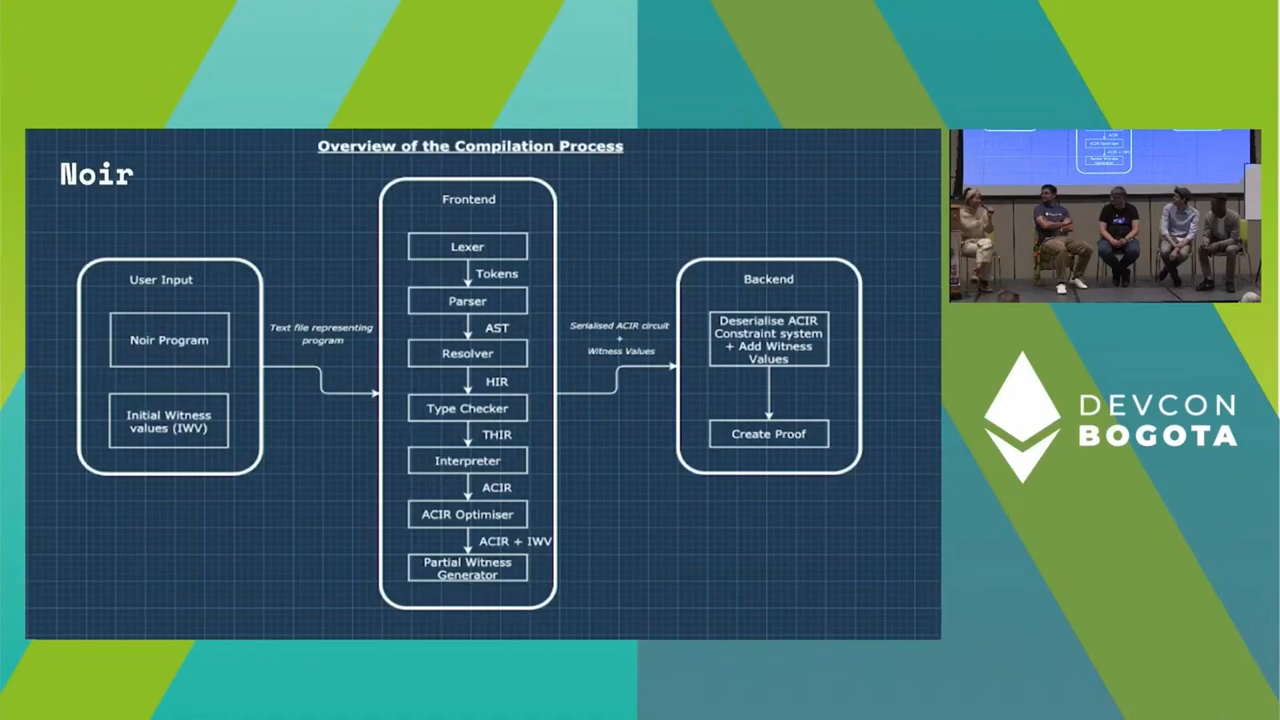 Overview of the Compilation Process
Noir
User Input
Noir Program
Initial Witness
values (IWV)
Text file representing
program
Frontend
Lexer
Tokens
Parser
AST
Resolver
HIR
Type Checker
THIR
Interpreter
ACIR
ACIR Optimiser
ACIR + IWV
Partial Witness
Generator
Serialised ACIR circuit
+
Witness Values
Backend
Deserialise ACIR
Constraint system
+ Add Witness
Values
Create Proof
DEVCON
BOGOTA